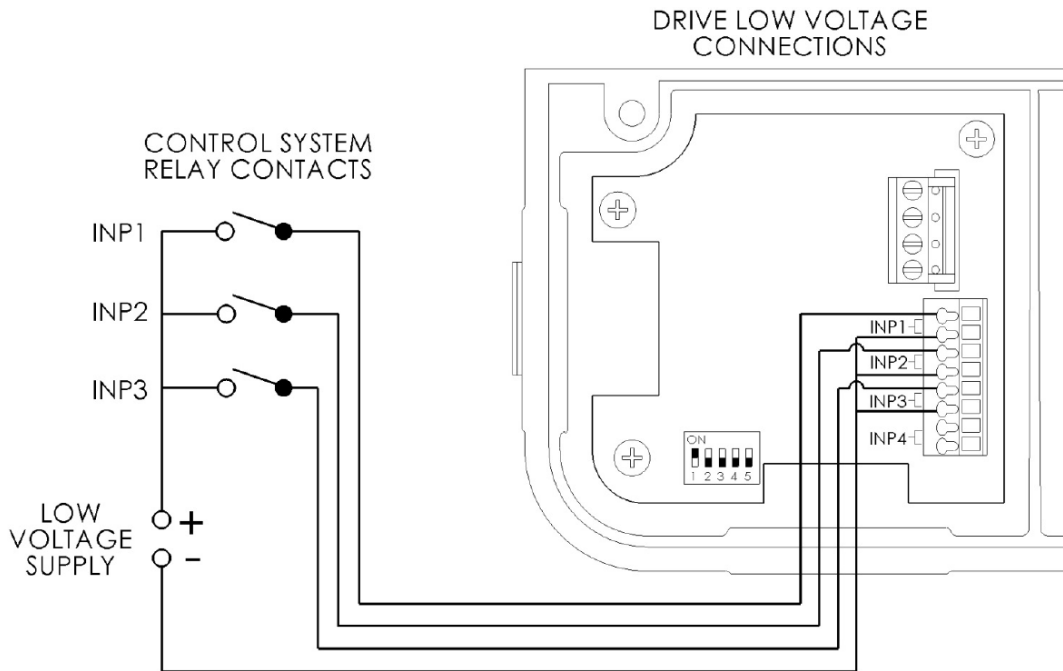 DRIVE LOW VOLTAGE
CONNECTIONS
CONTROL SYSTEM
RELAY CONTACTS
INP1
INP2
INP3
LOW
VOLTAGE
SUPPLY
+
-
INP1
INP2
INP3
INP4
ON
1 2 3 4 5